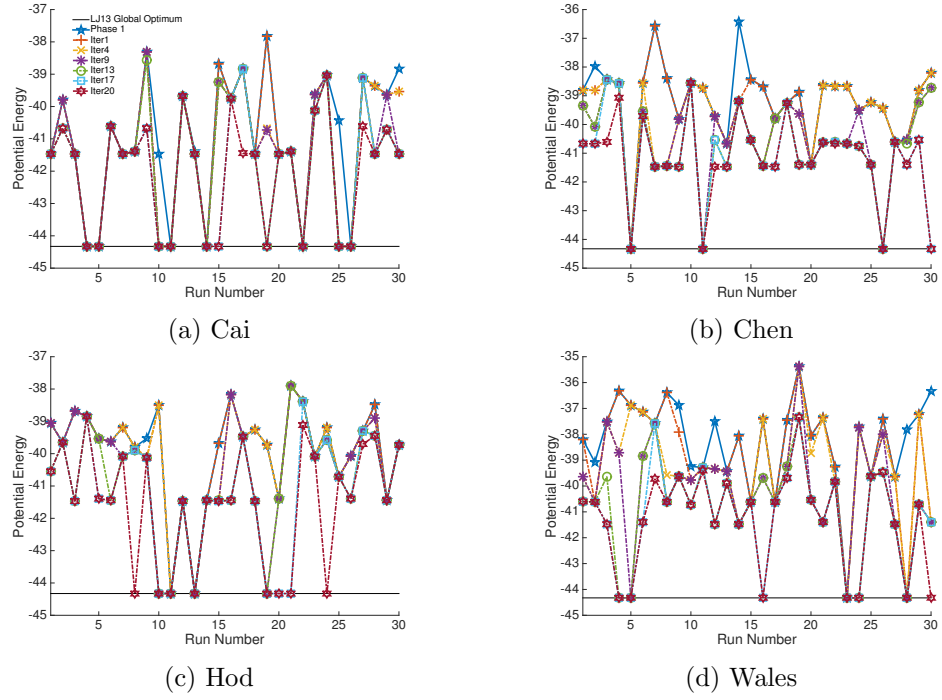 -37
-38
-39
-40
-41
-42
-43
-44
-45
Potential Energy
LJ13 Global Optimum
Phase 1
Iter1
Iter4
Iter9
Iter13
Iter17
Iter20
5 10 15 20 25 30
Run Number
(a) Cai
-36
-37
-38
-39
-40
-41
-42
-43
-44
-45
Potential Energy
5 10 15 20 25 30
Run Number
(b) Chen
-37
-38
-39
-40
-41
-42
-43
-44
-45
Potential Energy
5 10 15 20 25 30
Run Number
(c) Hod
-35
-36
-37
-38
-39
-40
-41
-42
-43
-44
-45
Potential Energy
5 10 15 20 25 30
Run Number
(d) Wales